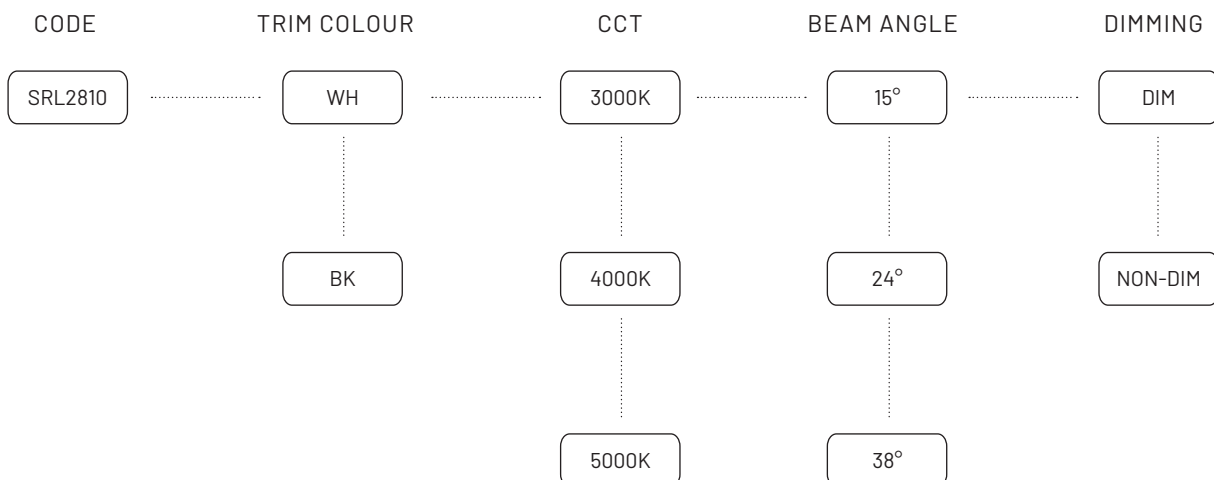 CODE TRIM COLOUR CCT BEAM ANGLE DIMMING
SRL2810 WH 3000K 15° DIM
BK 4000K 24° NON-DIM
5000K 38°